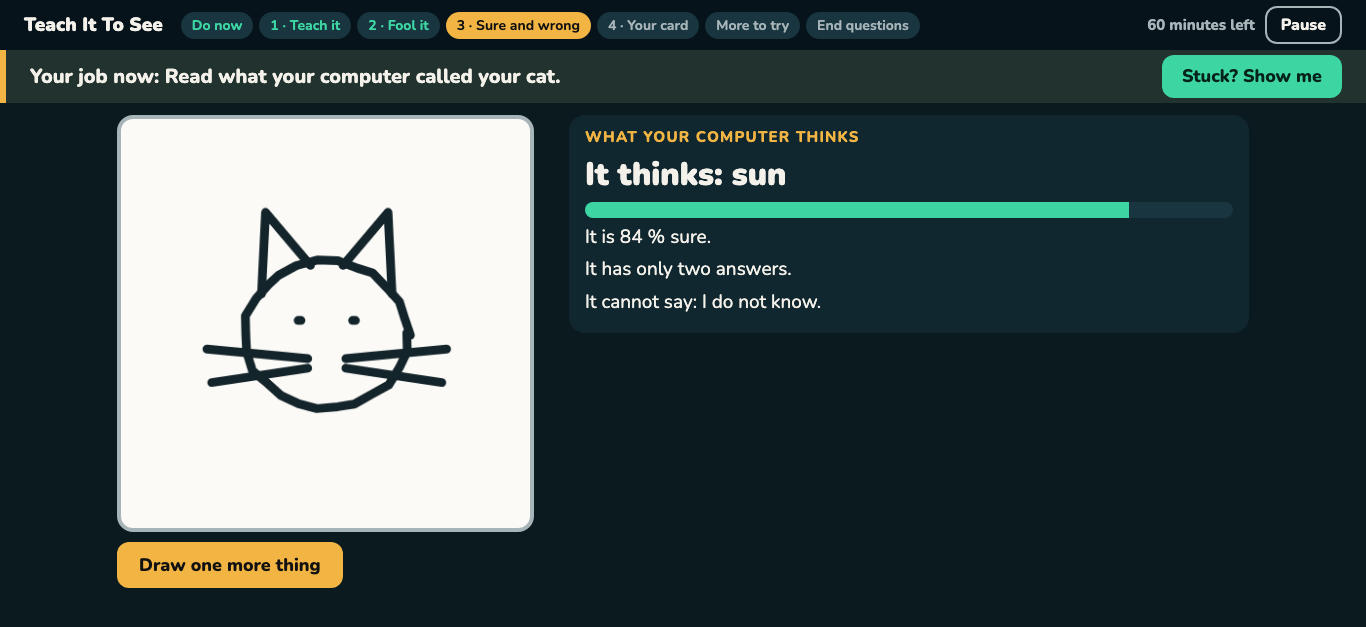 Teach It To See
Do now
1 · Teach it
2 · Fool it
3 · Sure and wrong
4 · Your card
More to try
End questions
60 minutes left
Pause
Your job now: Read what your computer called your cat.
Stuck? Show me
WHAT YOUR COMPUTER THINKS
It thinks: sun
It is 84 % sure.
It has only two answers.
It cannot say: I do not know.
Draw one more thing